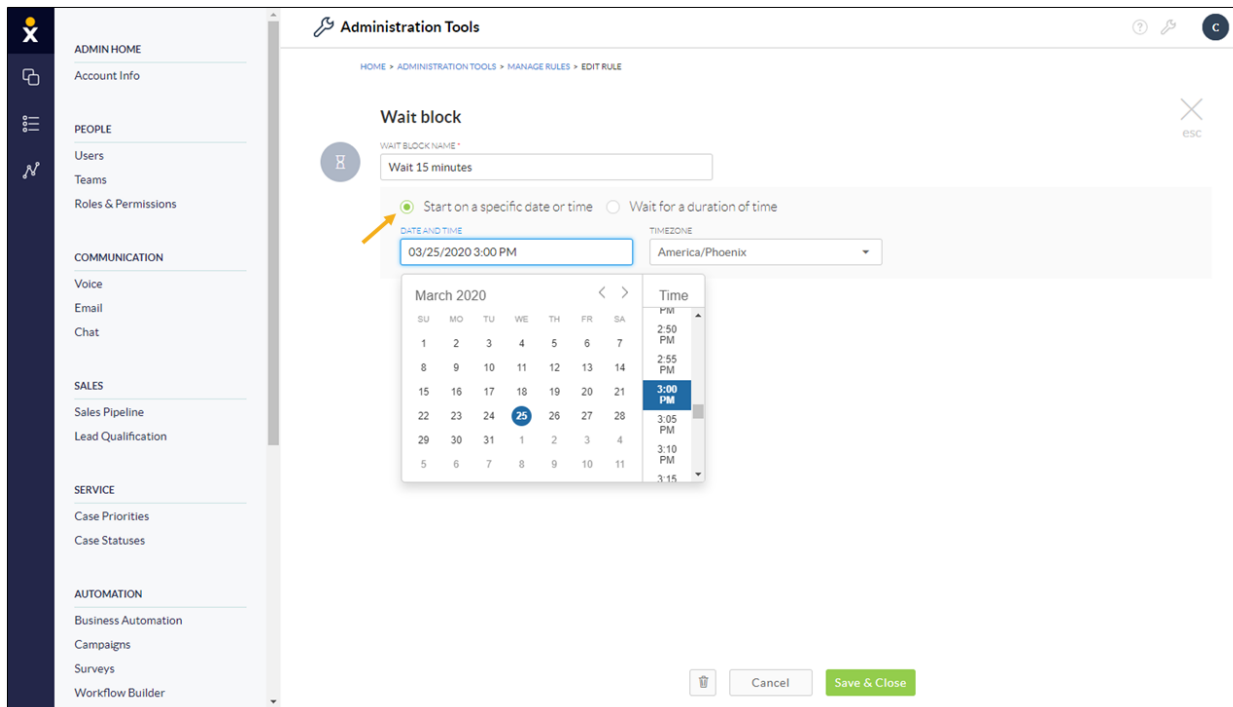 Administration Tools
?
C
ADMIN HOME
Account Info
PEOPLE
Users
Teams
Roles & Permissions
COMMUNICATION
Voice
Email
Chat
SALES
Sales Pipeline
Lead Qualification
SERVICE
Case Priorities
Case Statuses
AUTOMATION
Business Automation
Campaigns
Surveys
Workflow Builder
HOME > ADMINISTRATION TOOLS > MANAGE RULES > EDIT RULE
Wait block
esc
WAIT BLOCK NAME *
Wait 15 minutes
Start on a specific date or time Wait for a duration of time
DATE AND TIME TIMEZONE
03/25/2020 3:00 PM America/Phoenix
March 2020
SU MO TU WE TH FR SA
1 2 3 4 5 6 7
8 9 10 11 12 13 14
15 16 17 18 19 20 21
22 23 24 25 26 27 28
29 30 31 1 2 3 4
5 6 7 8 9 10 11
Time
PM
2:50
PM
2:55
PM
3:00
PM
3:05
PM
3:10
PM
3:15
Cancel Save & Close